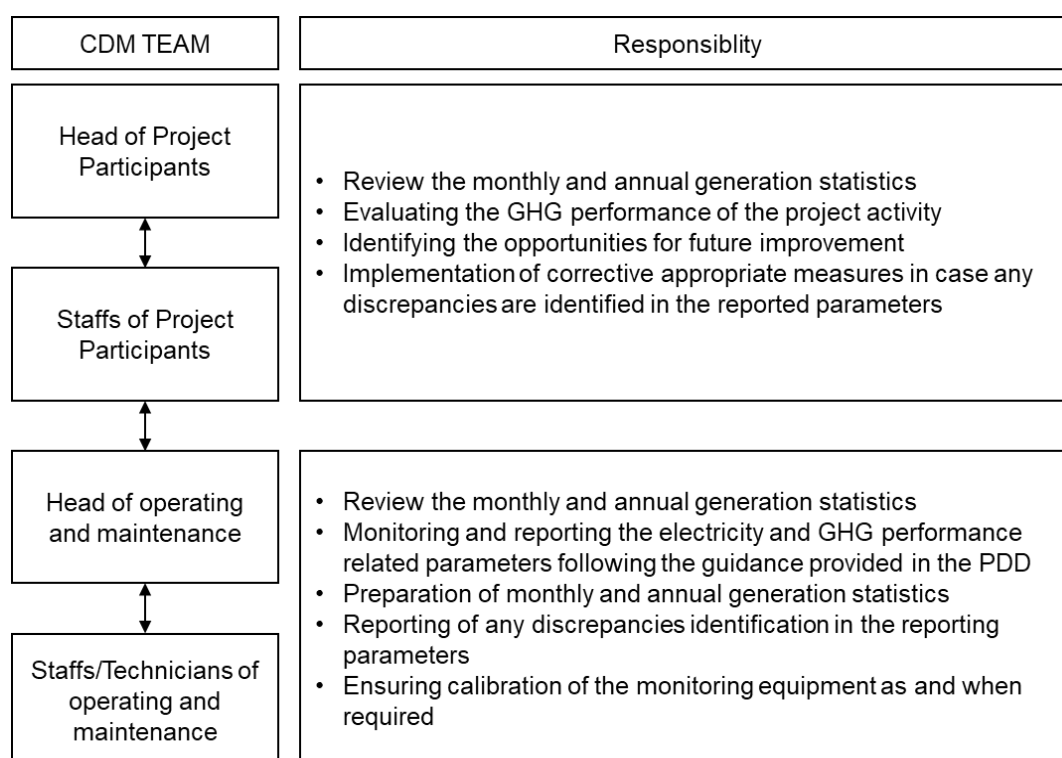 CDM TEAM
Responsiblity
Head of Project
Participants
Staffs of Project
Participants
• Review the monthly and annual generation statistics
• Evaluating the GHG performance of the project activity
• Identifying the opportunities for future improvement
• Implementation of corrective appropriate measures in case any
discrepancies are identified in the reported parameters
Head of operating
and maintenance
Staffs/Technicians of
operating and
maintenance
• Review the monthly and annual generation statistics
• Monitoring and reporting the electricity and GHG performance
related parameters following the guidance provided in the PDD
• Preparation of monthly and annual generation statistics
• Reporting of any discrepancies identification in the reporting
parameters
• Ensuring calibration of the monitoring equipment as and when
required